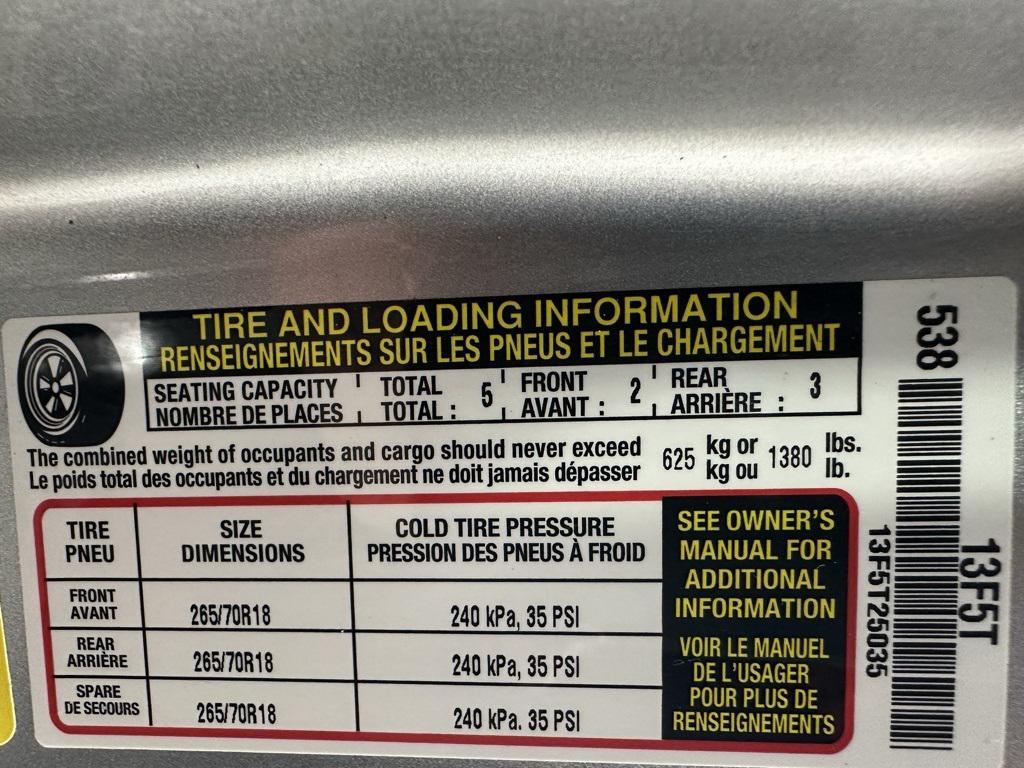 TIRE AND LOADING INFORMATION
RENSEIGNEMENTS SUR LES PNEUS ET LE CHARGEMENT
SEATING CAPACITY TOTAL 5 FRONT 2 REAR 3
NOMBRE DE PLACES TOTAL : AVANT : ARRIÈRE :
The combined weight of occupants and cargo should never exceed 625 kg or 1380 lbs.
Le poids total des occupants et du chargement ne doit jamais dépasser kg ou lb.
TIRE SIZE COLD TIRE PRESSURE
PNEU DIMENSIONS PRESSION DES PNEUS À FROID
FRONT
AVANT 265/70R18 240 kPa, 35 PSI
REAR
ARRIÈRE 265/70R18 240 kPa, 35 PSI
SPARE
DE SECOURS 265/70R18 240 kPa. 35 PSI
SEE OWNER'S
MANUAL FOR
ADDITIONAL
INFORMATION
VOIR LE MANUEL
DE L'USAGER
POUR PLUS DE
RENSEIGNEMENTS
538
13F5T
13F5T25035